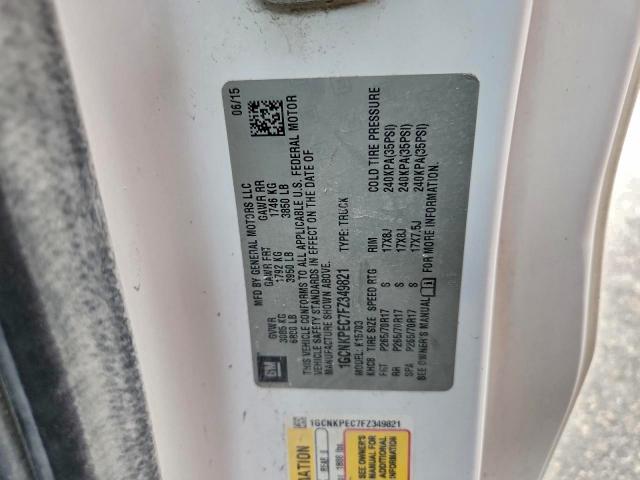 GM
MFD BY GENERAL MOTORS LLC
06/15
GVWR GAWR FRT GAWR RR
3085 KG 1792 KG 1746 KG
6800 LB 3950 LB 3850 LB
THIS VEHICLE CONFORMS TO ALL APPLICABLE U.S. FEDERAL MOTOR
VEHICLE SAFETY STANDARDS IN EFFECT ON THE DATE OF
MANUFACTURE SHOWN ABOVE.
1GCNKPEC7FZ349821 TYPE: TRUCK
MODEL: K15703
KHCB TIRE SIZE SPEED RTG RIM COLD TIRE PRESSURE
FRT P265/70R17 S 17X8J 240KPA(35PSI)
RR P265/70R17 S 17X8J 240KPA(35PSI)
SPA P265/70R17 S 17X7.5J 240KPA(35PSI)
SEE OWNER'S MANUAL FOR MORE INFORMATION.
1GCNKPEC7FZ349821
REAR
SEE OWNER'S
MANUAL FOR
ADDITIONAL
INFORMATION